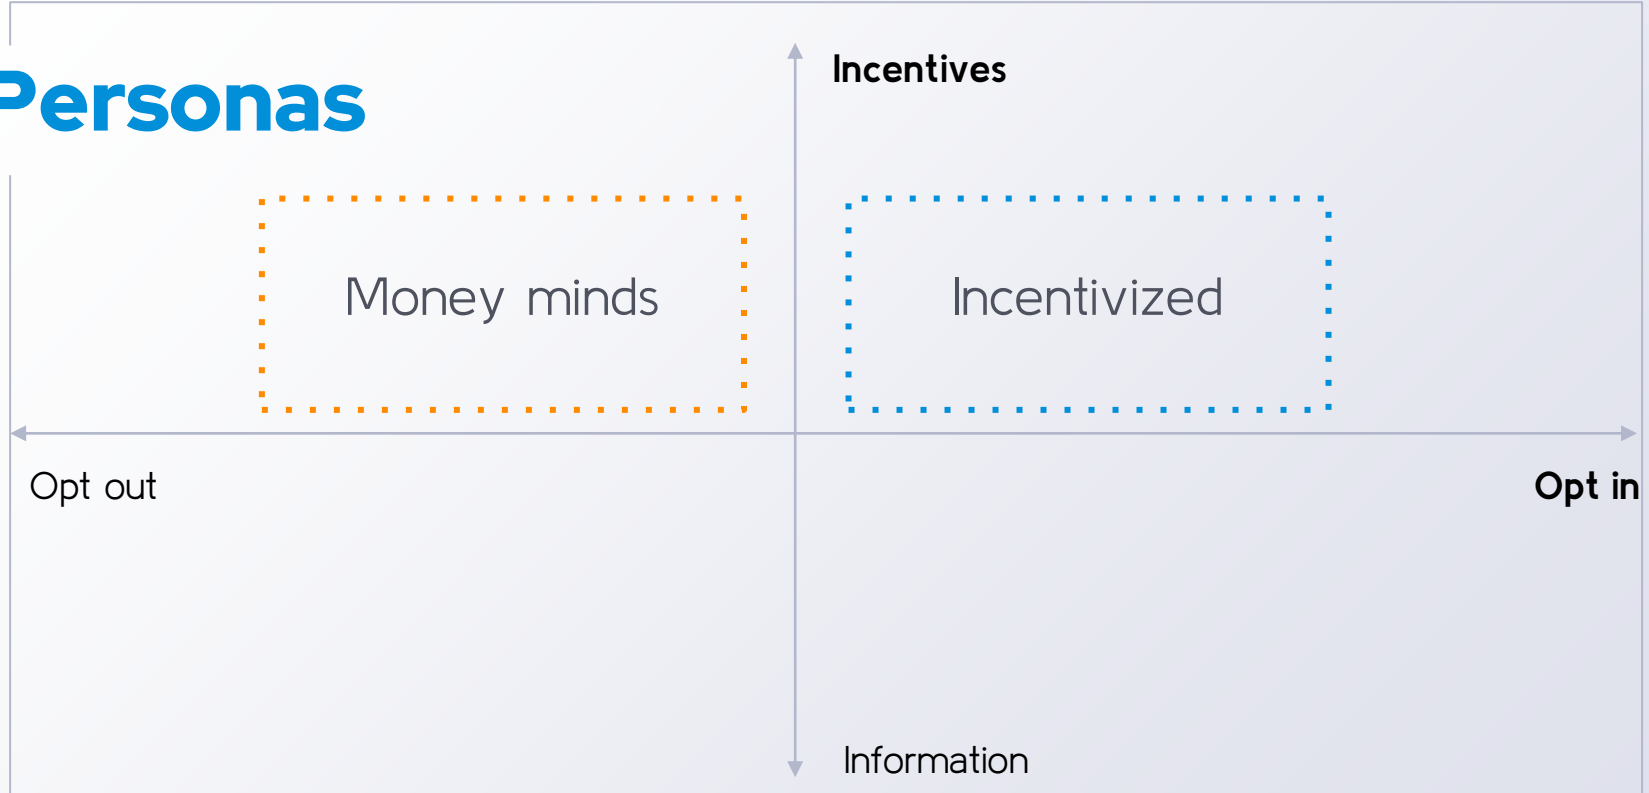 Personas
Incentives
Money minds
Incentivized
Opt out
Opt in
Information